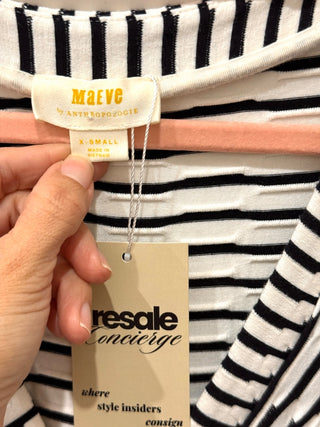 MAEVE
BY ANTHROPOLOGIE
X-SMALL
MADE IN
VIETNAM
resale
Concierge
where
style insiders
consign